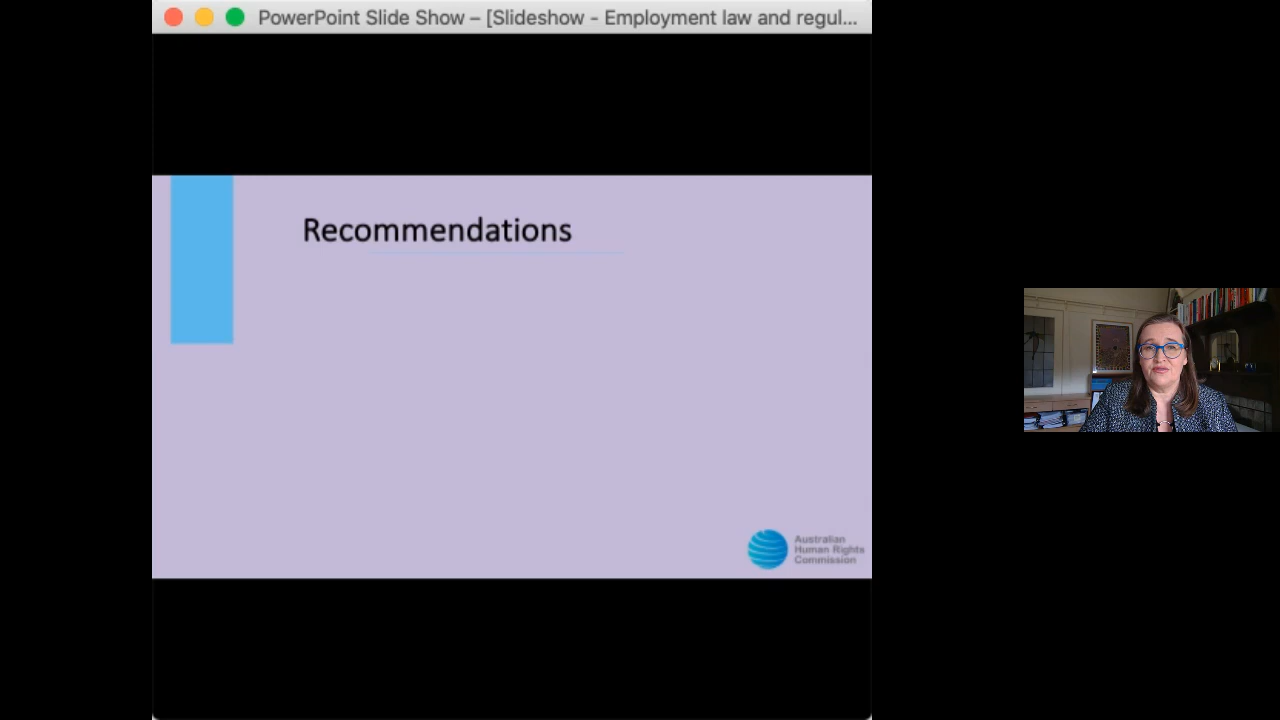 PowerPoint Slide Show – [Slideshow - Employment law and regul...
Recommendations
Australian
Human Rights
Commission